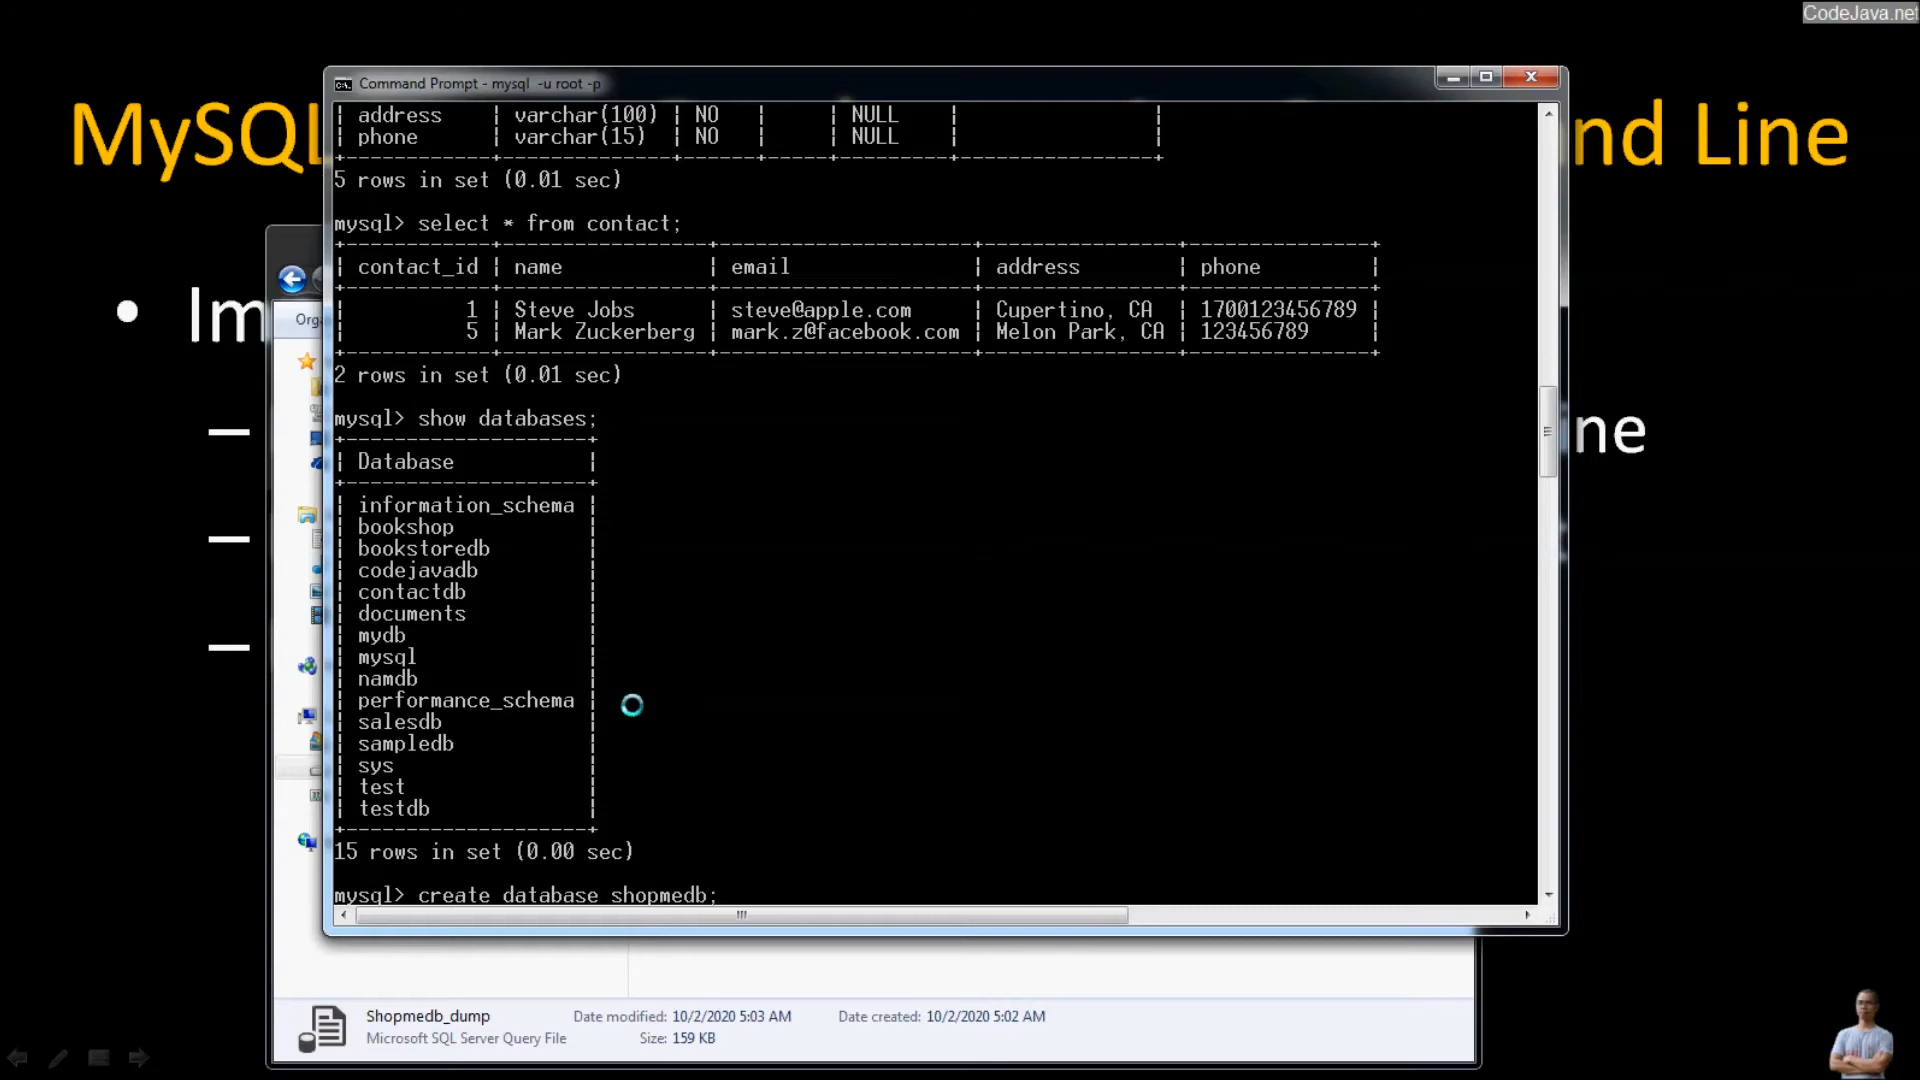 CodeJava.net
MySQL
nd Line
Im
ne
Orga
Command Prompt - mysql -u root -p
| address | varchar(100) | NO | | NULL | |
| phone | varchar(15) | NO | | NULL | |
5 rows in set (0.01 sec)
mysql> select * from contact;
| contact_id | name | email | address | phone |
| 1 | Steve Jobs | steve@apple.com | Cupertino, CA | 1700123456789 |
| 5 | Mark Zuckerberg | mark.z@facebook.com | Melon Park, CA | 123456789 |
2 rows in set (0.01 sec)
mysql> show databases;
| Database |
| information_schema |
| bookshop |
| bookstoredb |
| codejavadb |
| contactdb |
| documents |
| mydb |
| mysql |
| namdb |
| performance_schema |
| salesdb |
| sampledb |
| sys |
| test |
| testdb |
15 rows in set (0.00 sec)
mysql> create database shopmedb;
Shopmedb_dump Date modified: 10/2/2020 5:03 AM Date created: 10/2/2020 5:02 AM
Microsoft SQL Server Query File Size: 159 KB